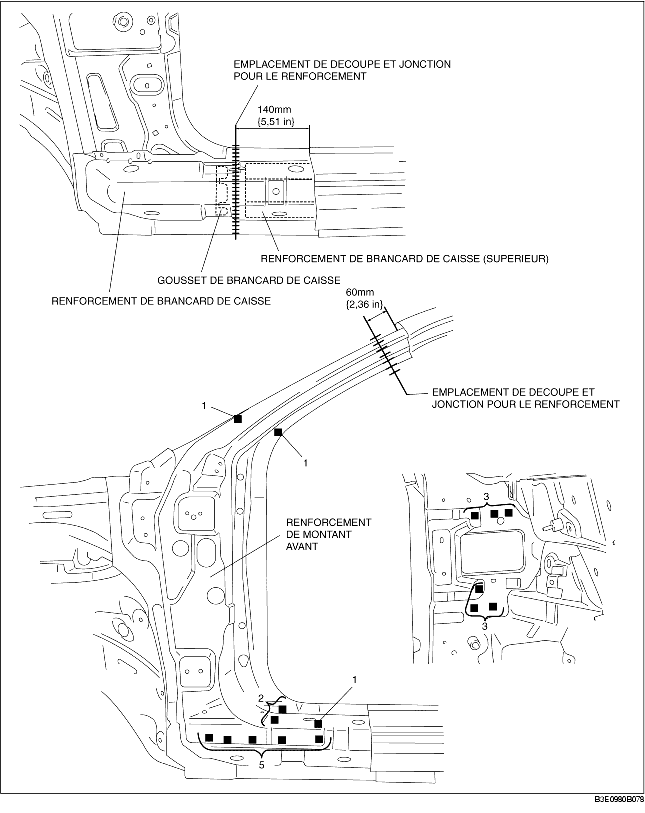 EMPLACEMENT DE DECOUPE ET JONCTION
POUR LE RENFORCEMENT
140mm
{5,51 in}
RENFORCEMENT DE BRANCARD DE CAISSE (SUPERIEUR)
GOUSSET DE BRANCARD DE CAISSE
RENFORCEMENT DE BRANCARD DE CAISSE
60mm
{2,36 in}
EMPLACEMENT DE DECOUPE ET
JONCTION POUR LE RENFORCEMENT
1
1
3
RENFORCEMENT
DE MONTANT
AVANT
3
1
2
5
B3E0980B078